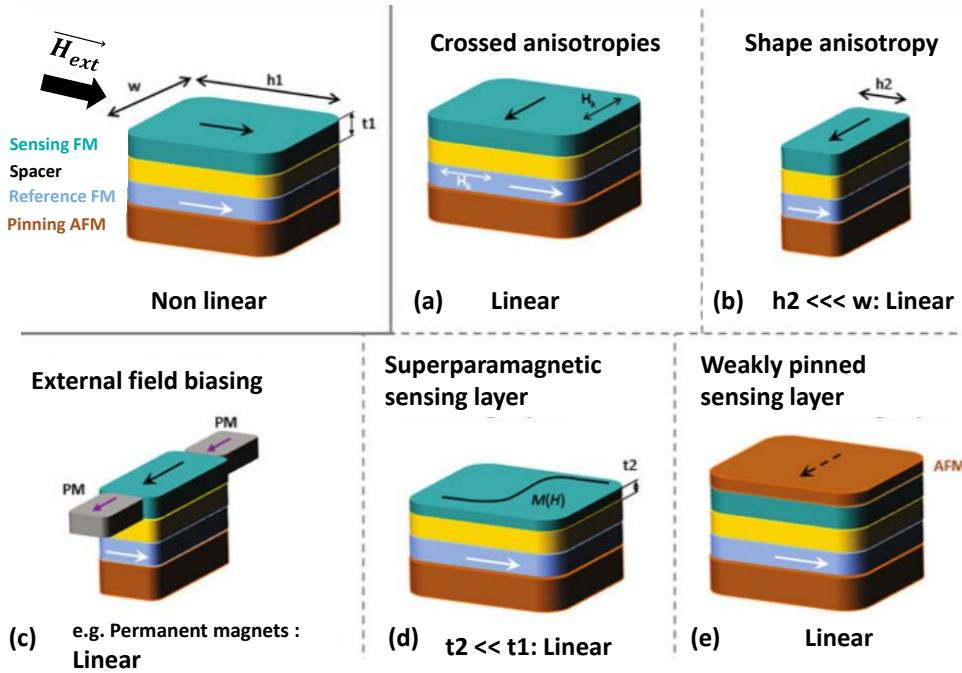 H_ext
w
h1
t1
Sensing FM
Spacer
Reference FM
Pinning AFM
Non linear
Crossed anisotropies
H_k
H_k
(a) Linear
Shape anisotropy
h2
(b) h2 <<< w: Linear
External field biasing
PM
PM
(c) e.g. Permanent magnets :
Linear
Superparamagnetic
sensing layer
t2
M(H)
(d) t2 << t1: Linear
Weakly pinned
sensing layer
AFM
(e) Linear